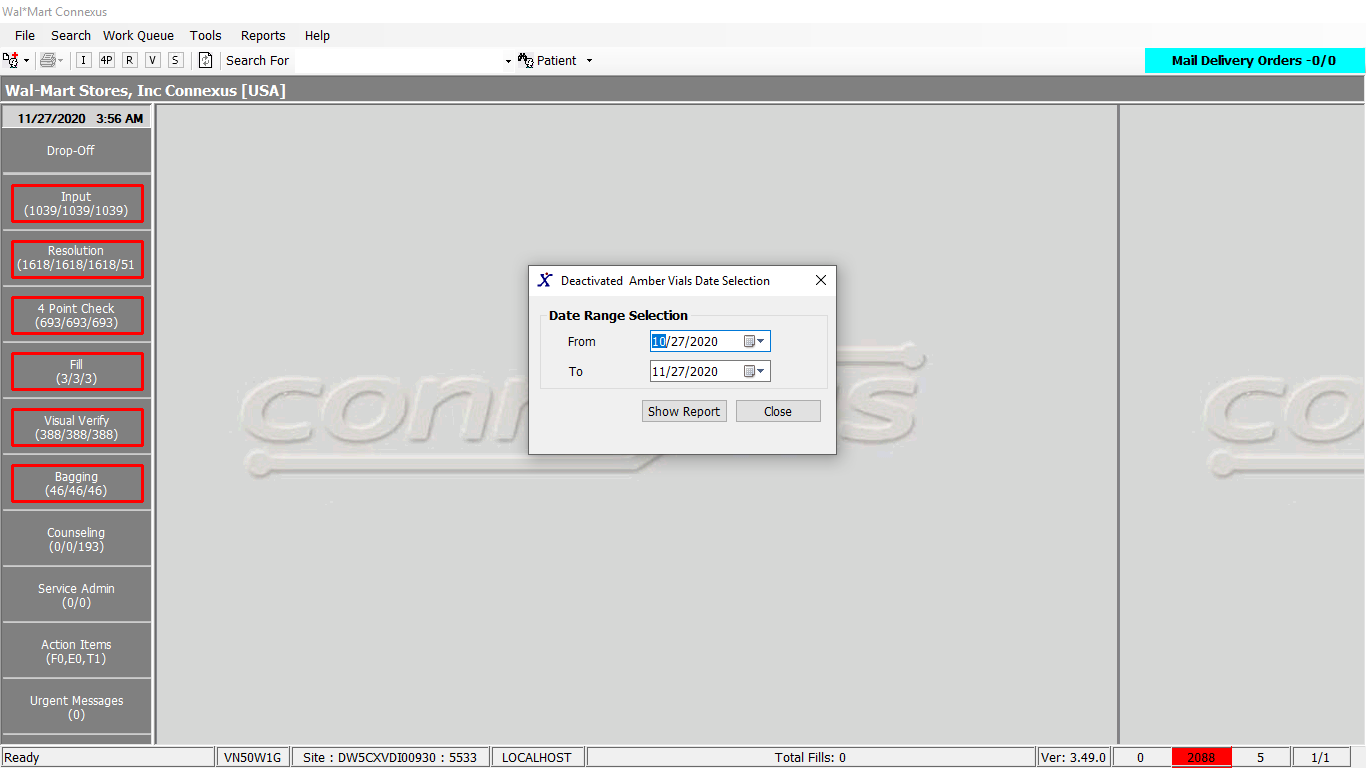 Wal*Mart Connexus
File Search Work Queue Tools Reports Help
I 4P R V S Search For Patient Mail Delivery Orders -0/0
Wal-Mart Stores, Inc Connexus [USA]
11/27/2020 3:56 AM
Drop-Off
Input
(1039/1039/1039)
Resolution
(1618/1618/1618/51
4 Point Check
(693/693/693)
Fill
(3/3/3)
Visual Verify
(388/388/388)
Bagging
(46/46/46)
Counseling
(0/0/193)
Service Admin
(0/0)
Action Items
(F0,E0,T1)
Urgent Messages
(0)
Deactivated Amber Vials Date Selection
Date Range Selection
From 10/27/2020
To 11/27/2020
Show Report Close
conn s
co
Ready VN50W1G Site : DW5CXVDI00930 : 5533 LOCALHOST Total Fills: 0 Ver: 3.49.0 0 2088 5 1/1